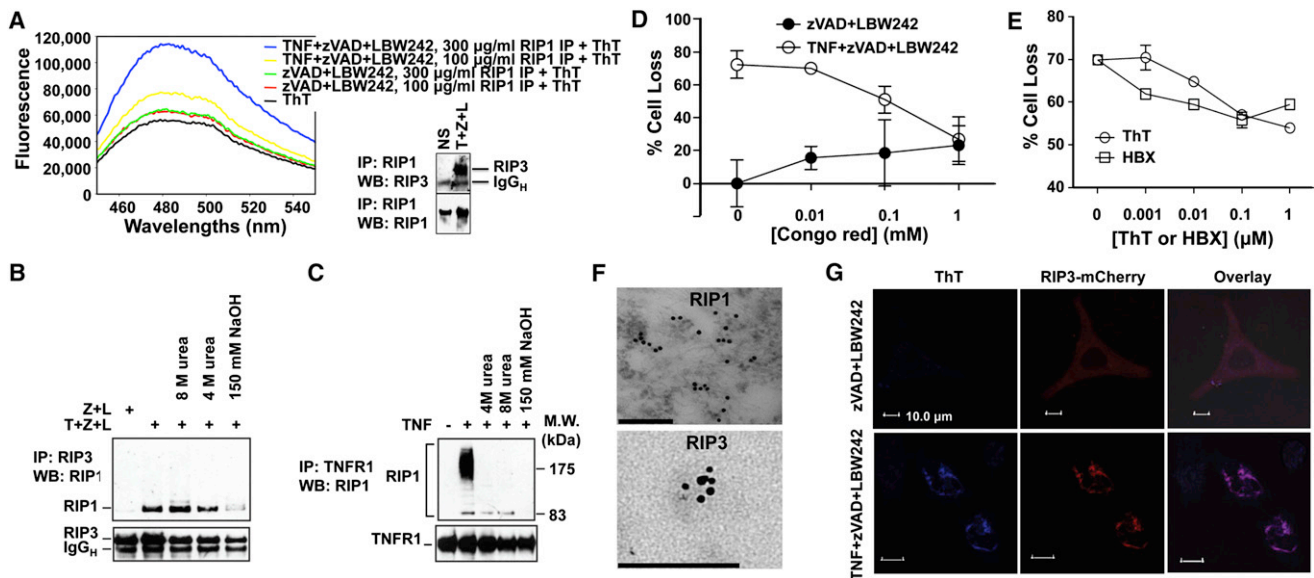 A
Fluorescence
120,000
100,000
80,000
60,000
40,000
20,000
0
460 480 500 520 540
Wavelengths (nm)
TNF+zVAD+LBW242, 300 µg/ml RIP1 IP + ThT
TNF+zVAD+LBW242, 100 µg/ml RIP1 IP + ThT
zVAD+LBW242, 300 µg/ml RIP1 IP + ThT
zVAD+LBW242, 100 µg/ml RIP1 IP + ThT
ThT
NS
T+Z+L
IP: RIP1
WB: RIP3
RIP3
IgGH
IP: RIP1
WB: RIP1
D
% Cell Loss
100
80
60
40
20
0
zVAD+LBW242
TNF+zVAD+LBW242
0 0.01 0.1 1
[Congo red] (mM)
E
% Cell Loss
80
70
60
50
40
ThT
HBX
0 0.001 0.01 0.1 1
[ThT or HBX] (µM)
B
8 M urea
4 M urea
150 mM NaOH
Z+L +
T+Z+L + + + +
IP: RIP3
WB: RIP1
RIP1
RIP3
IgGH
C
4M urea
8M urea
150 mM NaOH
TNF - + + + +
M.W.
(kDa)
IP: TNFR1
WB: RIP1
RIP1
175
83
TNFR1
F
RIP1
RIP3
G
ThT RIP3-mCherry Overlay
zVAD+LBW242
10.0 µm
TNF+zVAD+LBW242